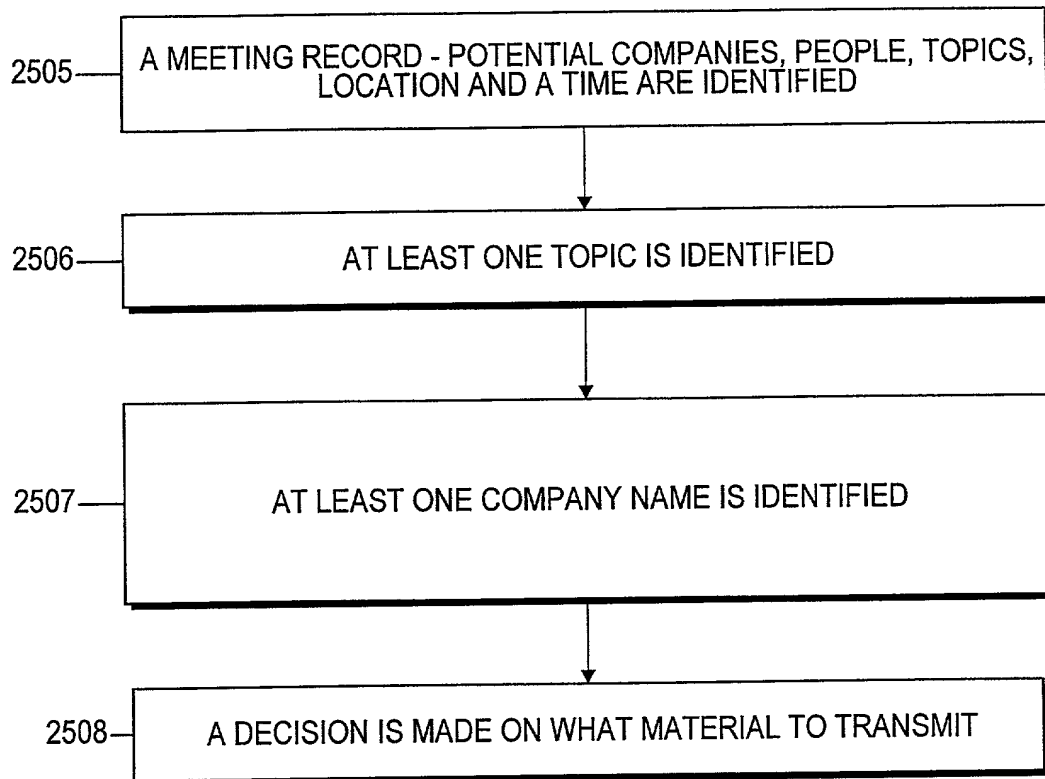 2505 A MEETING RECORD - POTENTIAL COMPANIES, PEOPLE, TOPICS,
LOCATION AND A TIME ARE IDENTIFIED
2506 AT LEAST ONE TOPIC IS IDENTIFIED
2507 AT LEAST ONE COMPANY NAME IS IDENTIFIED
2508 A DECISION IS MADE ON WHAT MATERIAL TO TRANSMIT